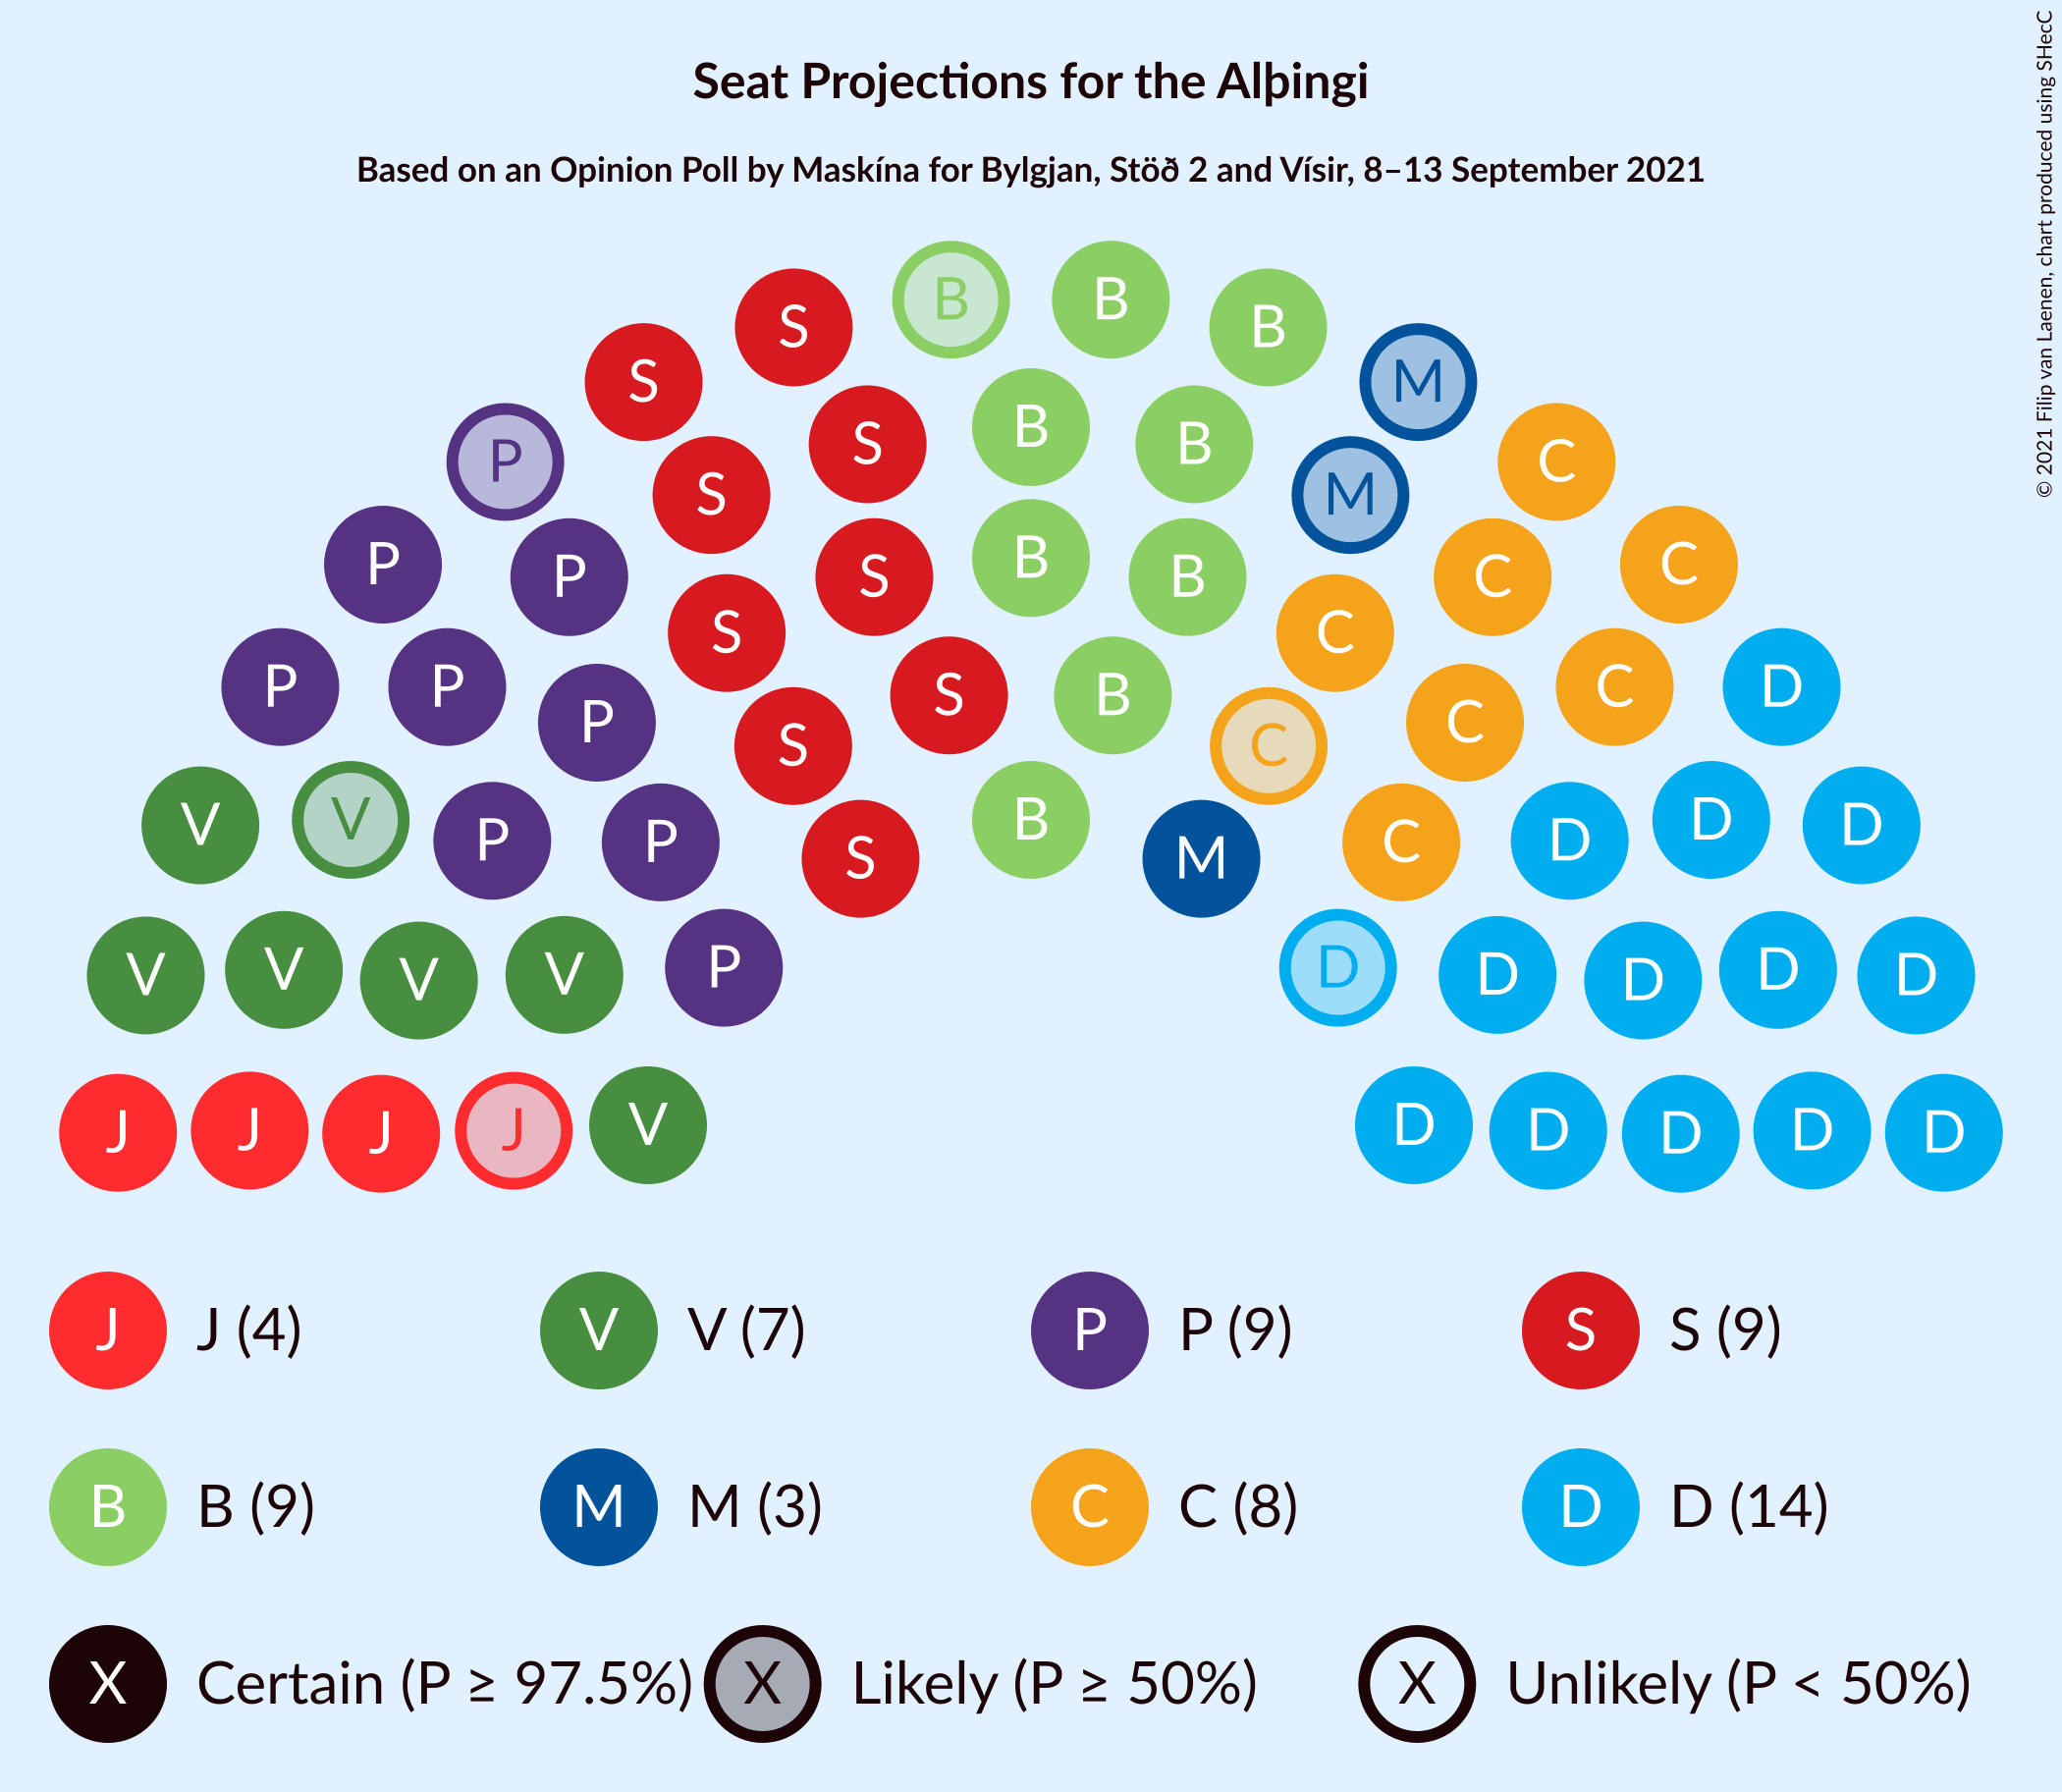 Seat Projections for the Alþingi
Based on an Opinion Poll by Maskína for Bylgjan, Stöð 2 and Vísir, 8–13 September 2021
© 2021 Filip van Laenen, chart produced using SHecC
B B
S B
S M
S B B
P C
S M
P P S B B C C
S C
P P S B C D
P C
S C
V V P P B D D D
S M
P D
V V V V D D D D
J J J J V D D D D D
J J (4) V V (7) P P (9) S S (9)
B B (9) M M (3) C C (8) D D (14)
X Certain (P ≥ 97.5%) X Likely (P ≥ 50%) X Unlikely (P < 50%)